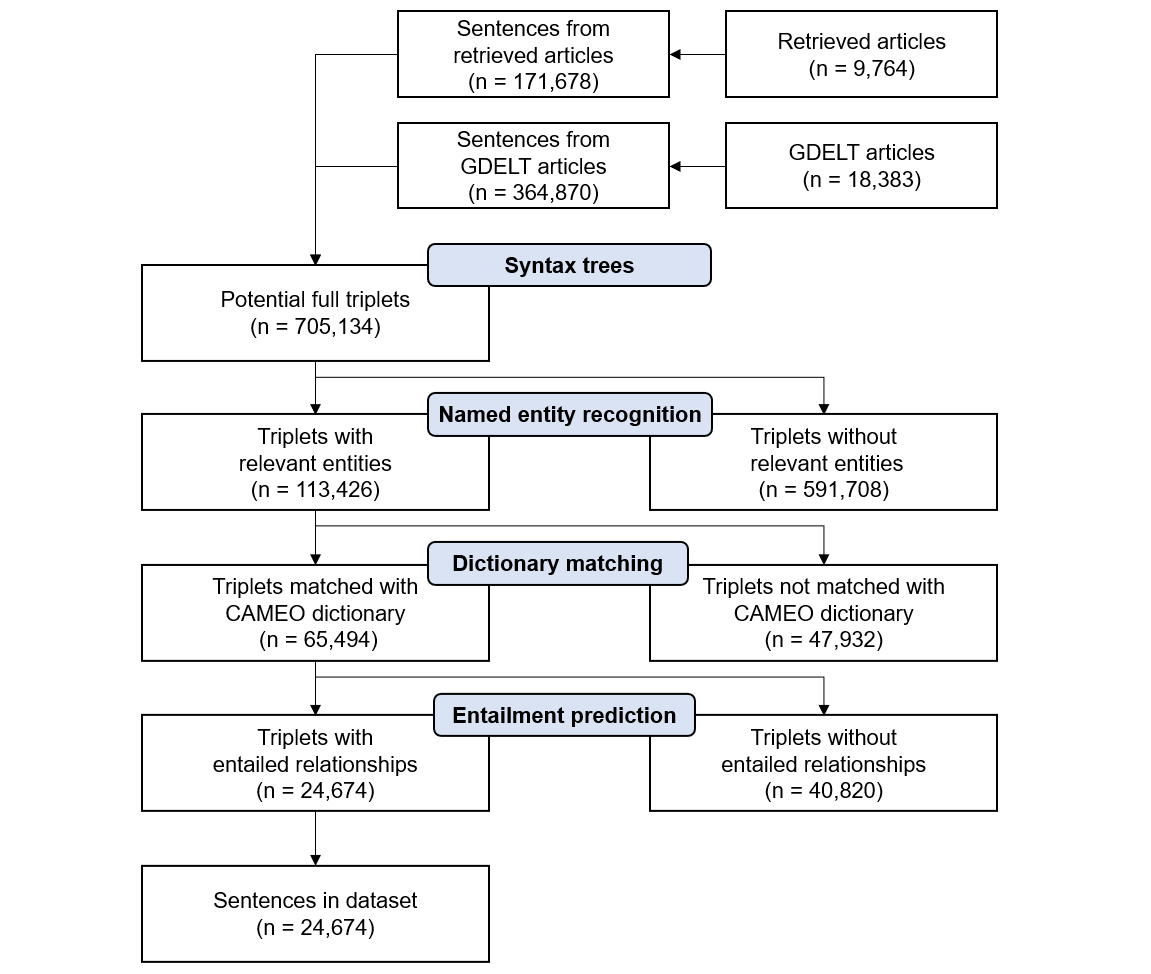 Sentences from
retrieved articles
(n = 171,678)
Retrieved articles
(n = 9,764)
Sentences from
GDELT articles
(n = 364,870)
GDELT articles
(n = 18,383)
Syntax trees
Potential full triplets
(n = 705,134)
Named entity recognition
Triplets with
relevant entities
(n = 113,426)
Triplets without
relevant entities
(n = 591,708)
Dictionary matching
Triplets matched with
CAMEO dictionary
(n = 65,494)
Triplets not matched with
CAMEO dictionary
(n = 47,932)
Entailment prediction
Triplets with
entailed relationships
(n = 24,674)
Triplets without
entailed relationships
(n = 40,820)
Sentences in dataset
(n = 24,674)